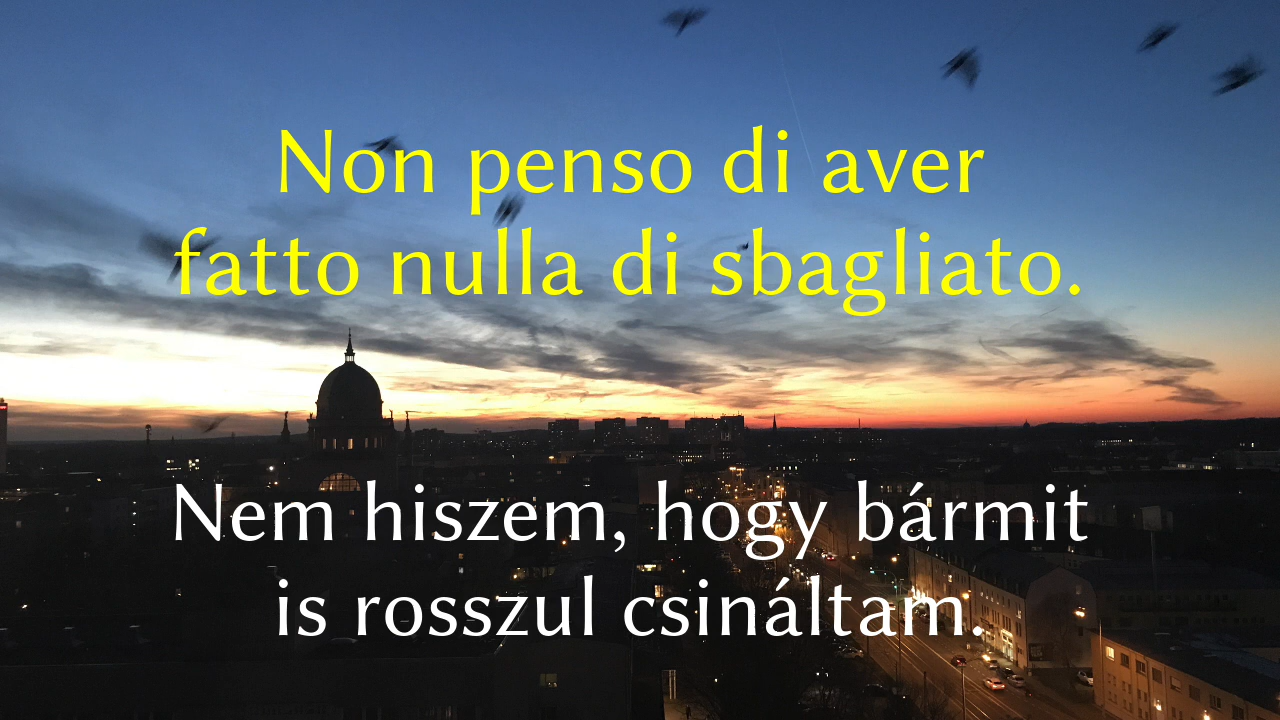 Non penso di aver
fatto nulla di sbagliato.
Nem hiszem, hogy bármit
is rosszul csináltam.